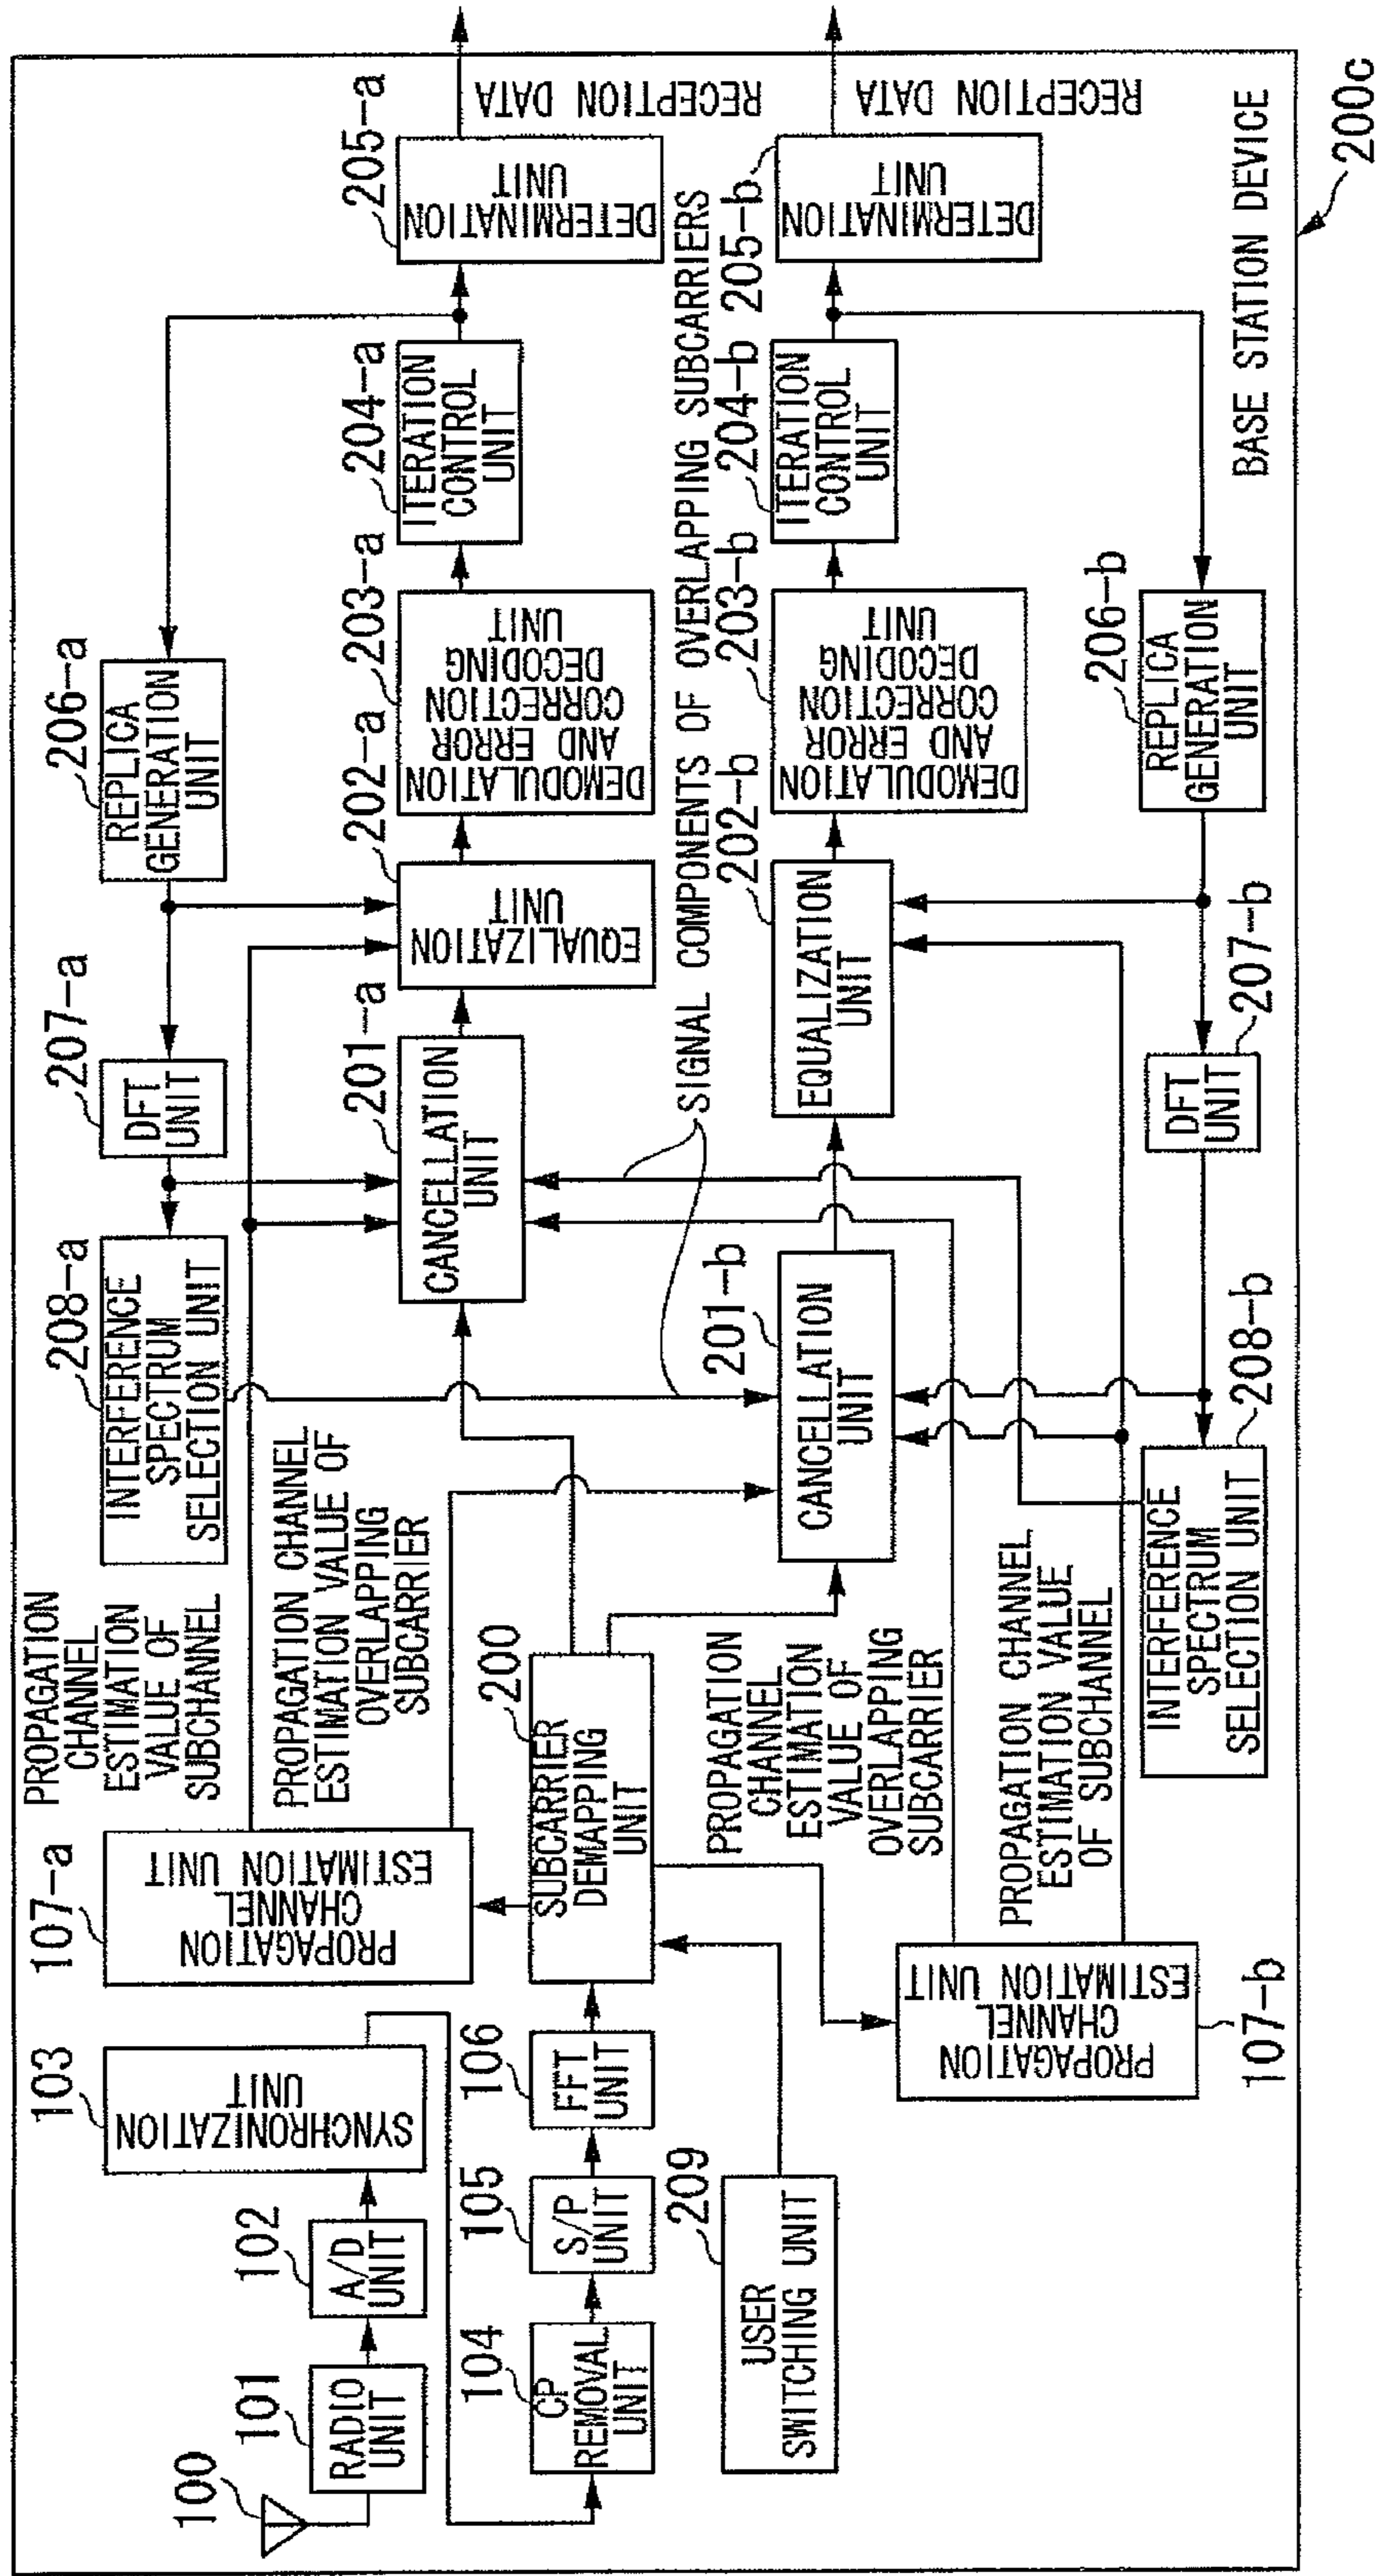 100
101
RADIO
UNIT
102
A/D
UNIT
103
SYNCHRONIZATION
UNIT
104
CP
REMOVAL
UNIT
105
S/P
UNIT
106
FFT
UNIT
209
USER
SWITCHING UNIT
107-a
PROPAGATION
CHANNEL
ESTIMATION UNIT
200
SUBCARRIER
DEMAPPING
UNIT
107-b
PROPAGATION
CHANNEL
ESTIMATION UNIT
PROPAGATION
CHANNEL
ESTIMATION
VALUE OF
SUBCHANNEL
PROPAGATION CHANNEL
ESTIMATION VALUE OF
OVERLAPPING
SUBCARRIER
PROPAGATION
CHANNEL
ESTIMATION
VALUE OF
OVERLAPPING
SUBCARRIER
PROPAGATION CHANNEL
ESTIMATION VALUE
OF SUBCHANNEL
208-a
INTERFERENCE
SPECTRUM
SELECTION UNIT
207-a
DFT
UNIT
206-a
REPLICA
GENERATION
UNIT
201-a
CANCELLATION
UNIT
202-a
EQUALIZATION
UNIT
203-a
DEMODULATION
AND ERROR
CORRECTION
DECODING
UNIT
204-a
ITERATION
CONTROL
UNIT
205-a
DETERMINATION
UNIT
RECEPTION DATA
SIGNAL COMPONENTS OF OVERLAPPING SUBCARRIERS
201-b
CANCELLATION
UNIT
202-b
EQUALIZATION
UNIT
203-b
DEMODULATION
AND ERROR
CORRECTION
DECODING
UNIT
204-b
ITERATION
CONTROL
UNIT
205-b
DETERMINATION
UNIT
RECEPTION DATA
208-b
INTERFERENCE
SPECTRUM
SELECTION UNIT
207-b
DFT
UNIT
206-b
REPLICA
GENERATION
UNIT
BASE STATION DEVICE
200c